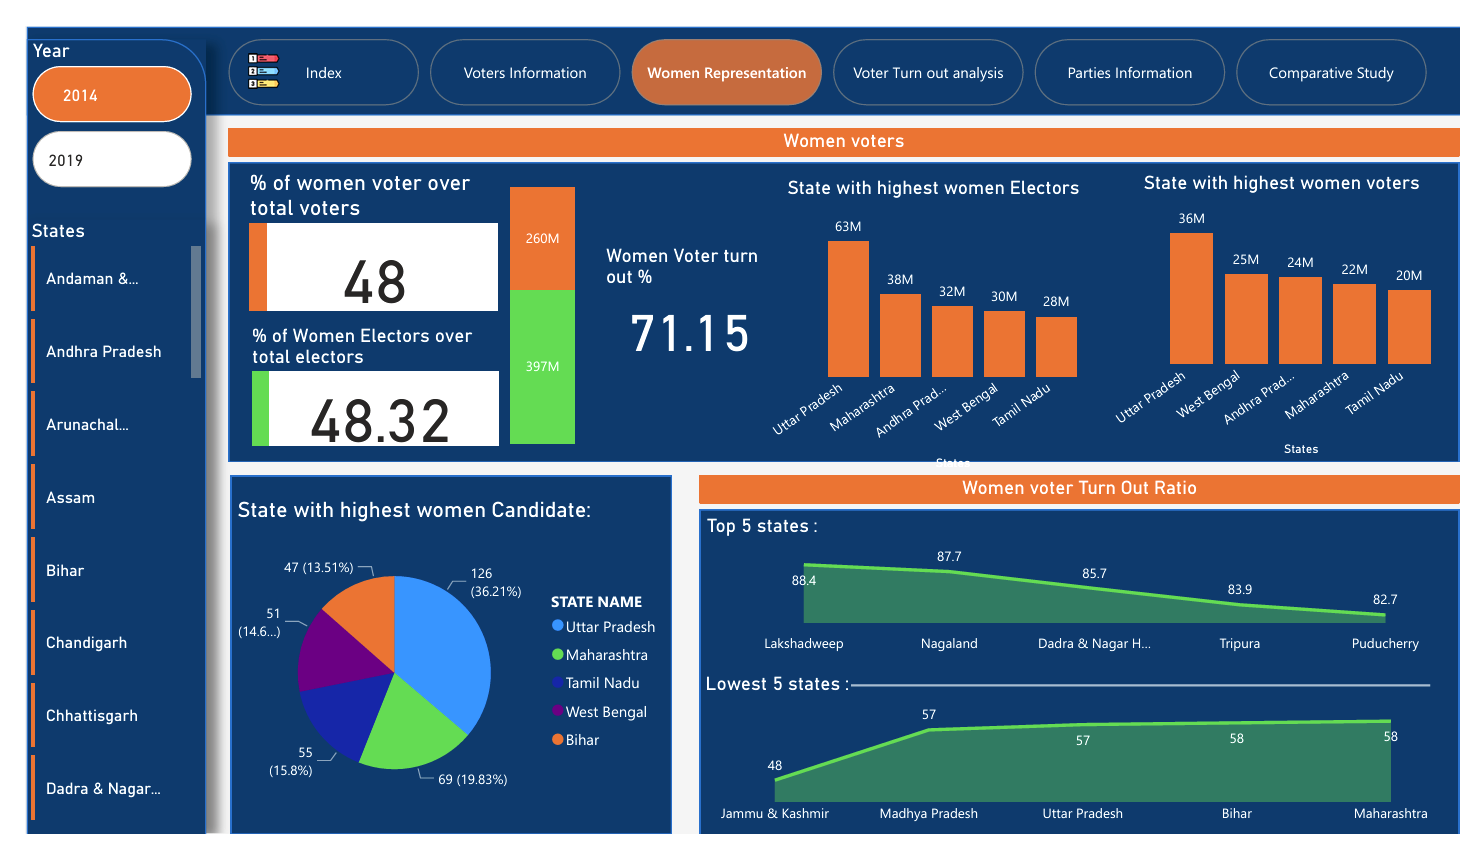 Year
2014
2019
States
Andaman &...
Andhra Pradesh
Arunachal...
Assam
Bihar
Chandigarh
Chhattisgarh
Dadra & Nagar...
Index
Voters Information
Women Representation
Voter Turn out analysis
Parties Information
Comparative Study
Women voters
% of women voter over
total voters
48
% of Women Electors over
total electors
48.32
260M
397M
Women Voter turn
out %
71.15
State with highest women Electors
63M
38M
32M
30M
28M
Uttar Pradesh
Maharashtra
Andhra Prad...
West Bengal
Tamil Nadu
States
State with highest women voters
36M
25M
24M
22M
20M
Uttar Pradesh
West Bengal
Andhra Prad...
Maharashtra
Tamil Nadu
States
State with highest women Candidate:
47 (13.51%)
126
(36.21%)
51
(14.6...)
55
(15.8%)
69 (19.83%)
STATE NAME
Uttar Pradesh
Maharashtra
Tamil Nadu
West Bengal
Bihar
Women voter Turn Out Ratio
Top 5 states :
88.4
87.7
85.7
83.9
82.7
Lakshadweep
Nagaland
Dadra & Nagar H...
Tripura
Puducherry
Lowest 5 states :
48
57
57
58
58
Jammu & Kashmir
Madhya Pradesh
Uttar Pradesh
Bihar
Maharashtra